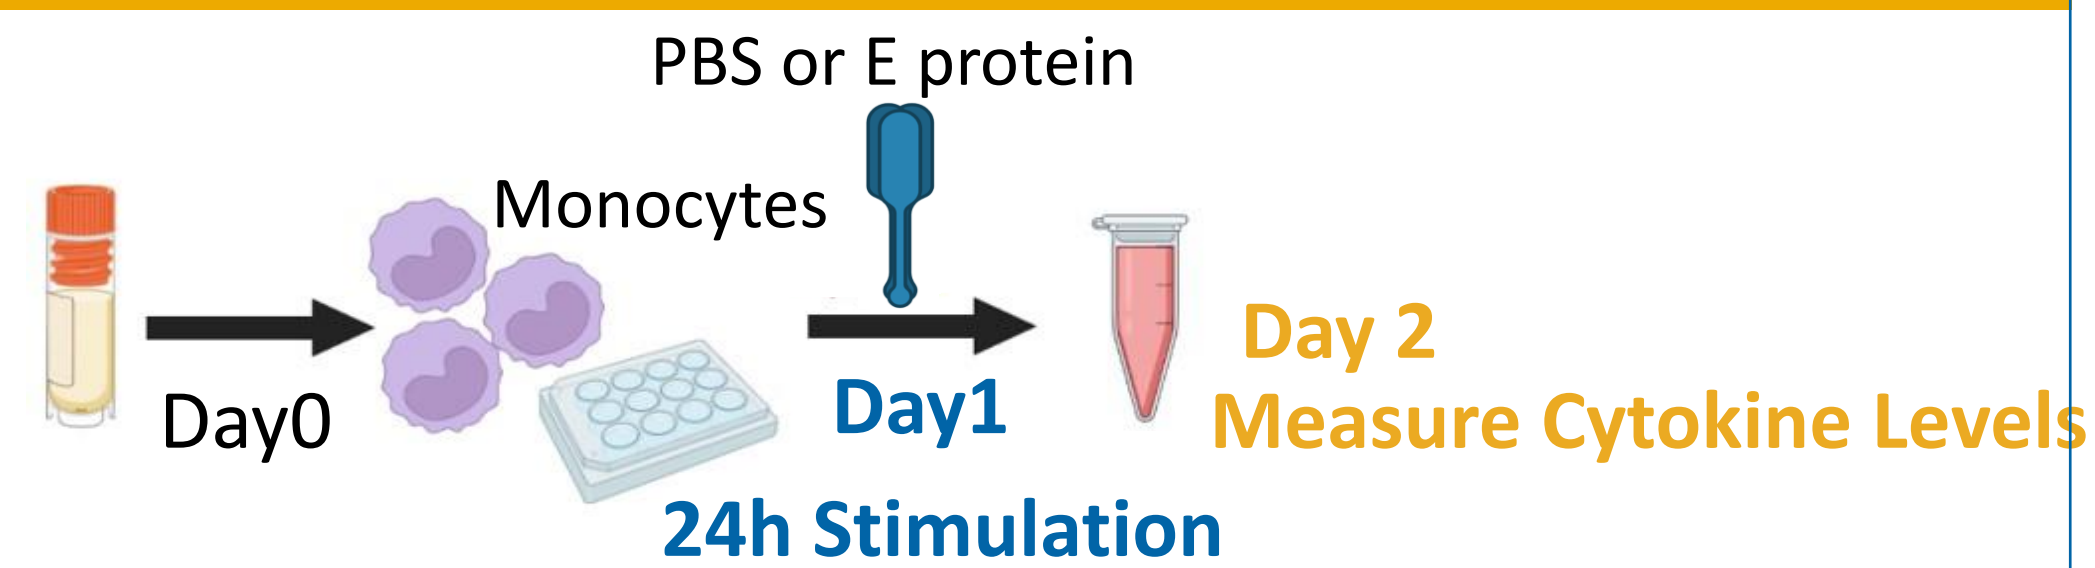 PBS or E protein
Monocytes
Day0
Day1
24h Stimulation
Day 2
Measure Cytokine Levels